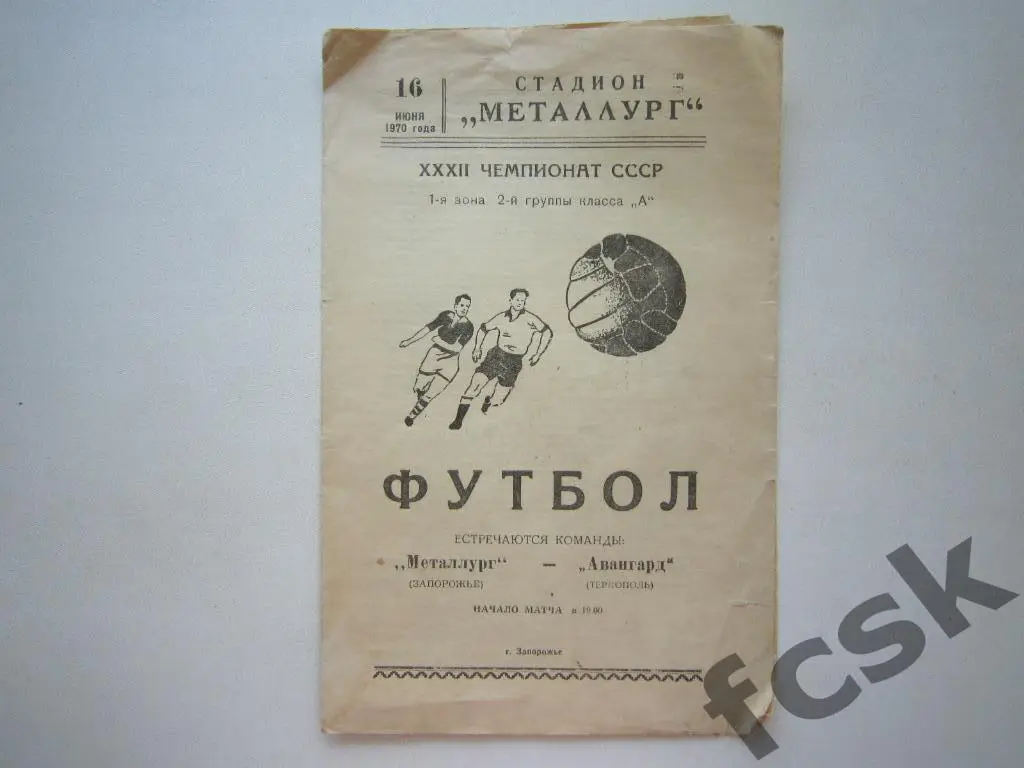 16
ИЮНЯ
1970 года
СТАДИОН
„МЕТАЛЛУРГ“
XXXII ЧЕМПИОНАТ СССР
1-я зона 2-й группы класса „А“
ФУТБОЛ
ВСТРЕЧАЮТСЯ КОМАНДЫ:
„Металлург“ — „Авангард“
(ЗАПОРОЖЬЕ) (ТЕРНОПОЛЬ)
НАЧАЛО МАТЧА в 19.00
г. Запорожье
fcsk